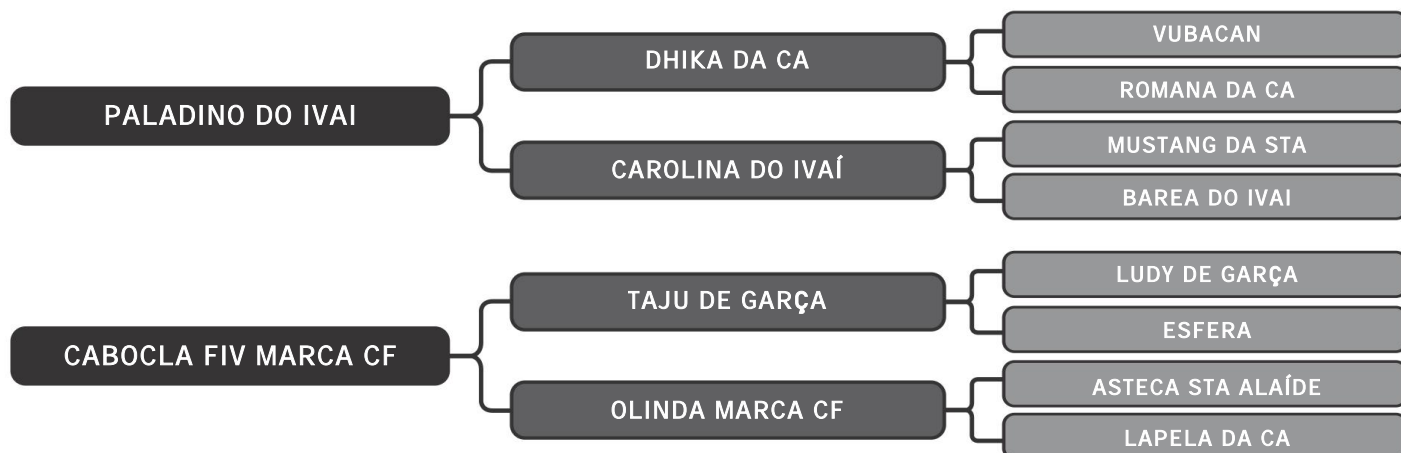 PALADINO DO IVAI
DHIKA DA CA
VUBACAN
ROMANA DA CA
CAROLINA DO IVAÍ
MUSTANG DA STA
BAREA DO IVAI
CABOCLA FIV MARCA CF
TAJU DE GARÇA
LUDY DE GARÇA
ESFERA
OLINDA MARCA CF
ASTECA STA ALAÍDE
LAPELA DA CA